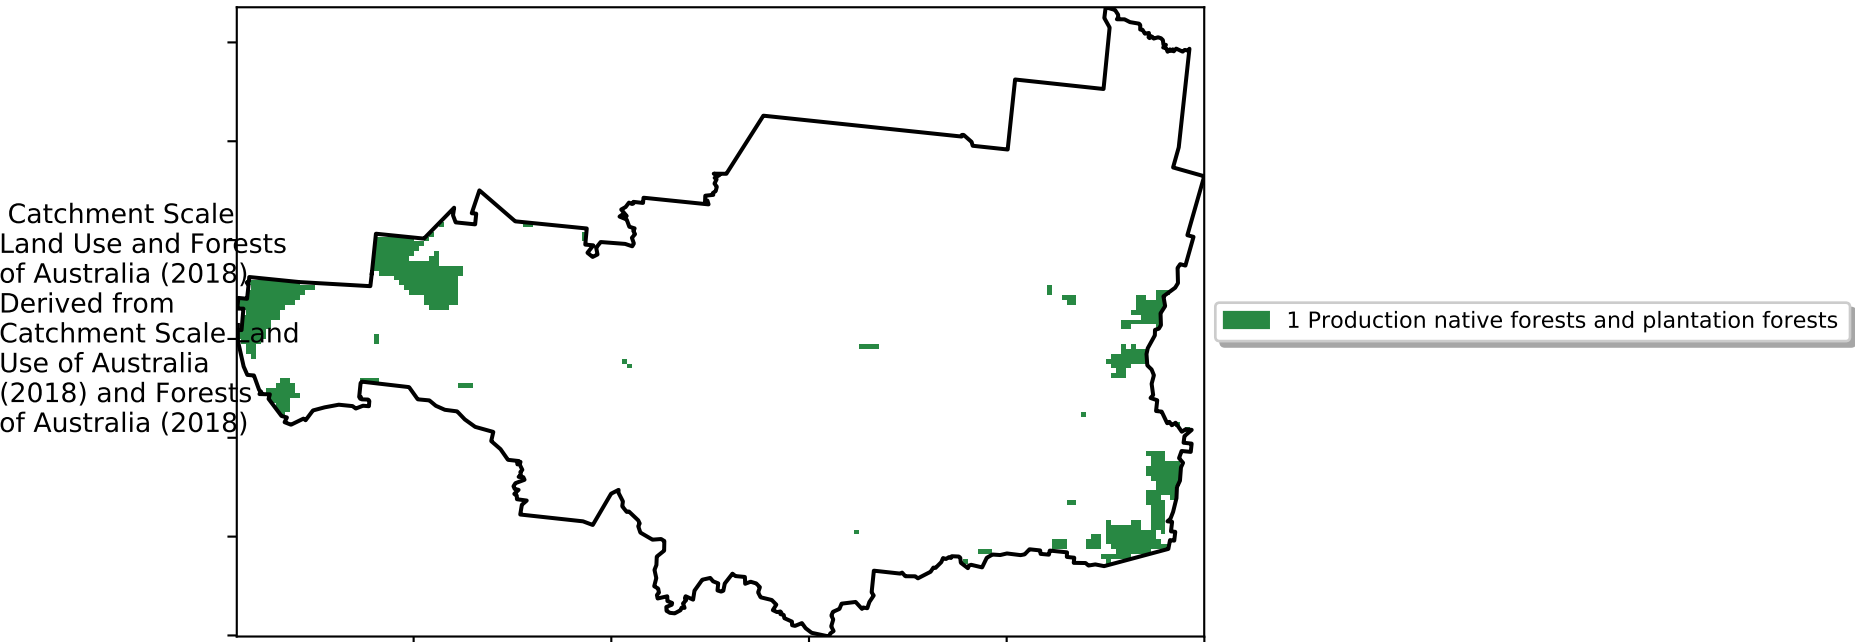 Catchment Scale
Land Use and Forests
of Australia (2018)
Derived from
Catchment Scale Land
Use of Australia
(2018) and Forests
of Australia (2018)
1 Production native forests and plantation forests